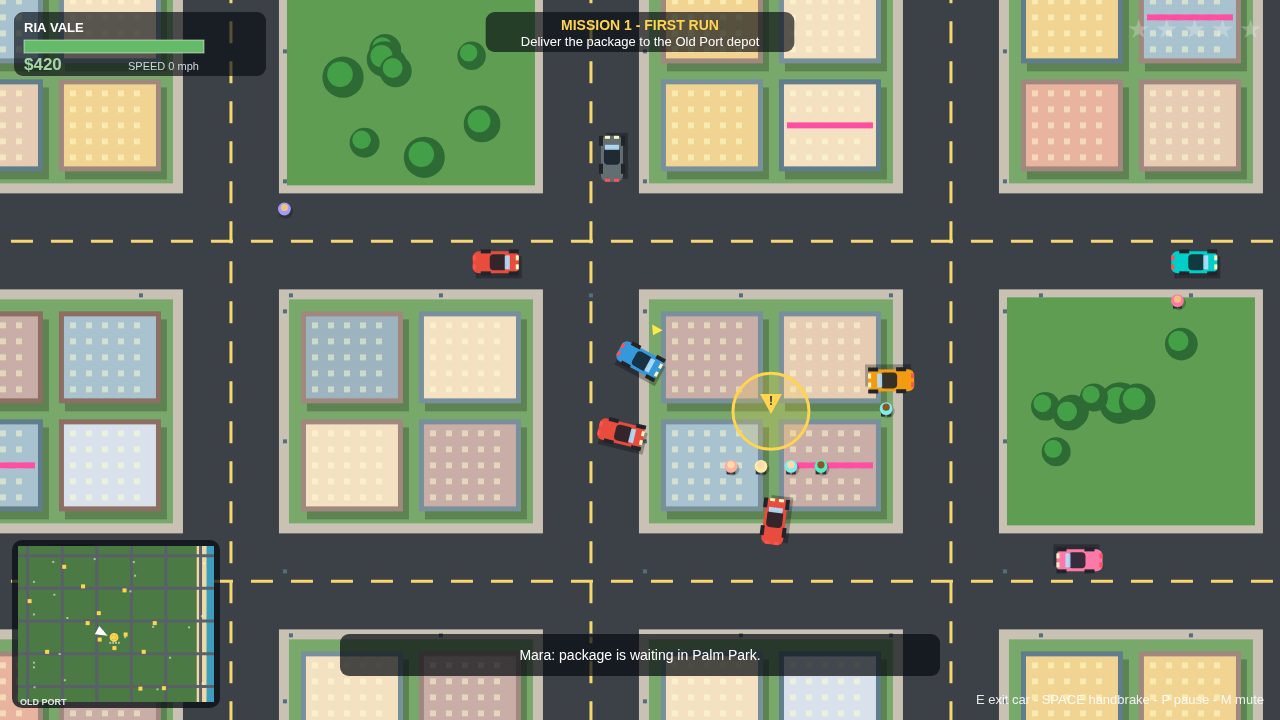 RIA VALE
$420
SPEED 0 mph
MISSION 1 - FIRST RUN
Deliver the package to the Old Port depot
!
Mara: package is waiting in Palm Park.
OLD PORT
E exit car - SPACE handbrake - P pause - M mute